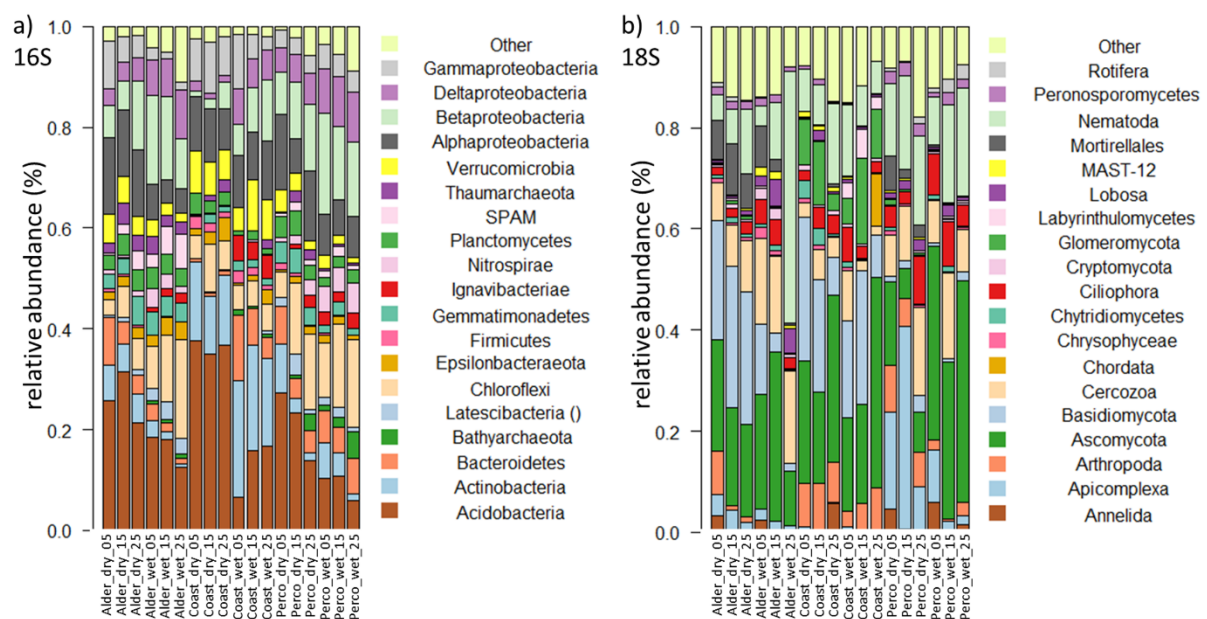 a)
16S
relative abundance (%)
1.0
0.8
0.6
0.4
0.2
0.0
Alder_dry_05
Alder_dry_15
Alder_dry_25
Alder_wet_05
Alder_wet_15
Alder_wet_25
Coast_dry_05
Coast_dry_15
Coast_dry_25
Coast_wet_05
Coast_wet_15
Coast_wet_25
Perco_dry_05
Perco_dry_15
Perco_dry_25
Perco_wet_05
Perco_wet_15
Perco_wet_25
Other
Gammaproteobacteria
Deltaproteobacteria
Betaproteobacteria
Alphaproteobacteria
Verrucomicrobia
Thaumarchaeota
SPAM
Planctomycetes
Nitrospirae
Ignavibacteriae
Gemmatimonadetes
Firmicutes
Epsilonbacteraeota
Chloroflexi
Latescibacteria ()
Bathyarchaeota
Bacteroidetes
Actinobacteria
Acidobacteria
b)
18S
relative abundance (%)
1.0
0.8
0.6
0.4
0.2
0.0
Alder_dry_05
Alder_dry_15
Alder_dry_25
Alder_wet_05
Alder_wet_15
Alder_wet_25
Coast_dry_05
Coast_dry_15
Coast_dry_25
Coast_wet_05
Coast_wet_15
Coast_wet_25
Perco_dry_05
Perco_dry_15
Perco_dry_25
Perco_wet_05
Perco_wet_15
Perco_wet_25
Other
Rotifera
Peronosporomycetes
Nematoda
Mortirellales
MAST-12
Lobosa
Labyrinthulomycetes
Glomeromycota
Cryptomycota
Ciliophora
Chytridiomycetes
Chrysophyceae
Chordata
Cercozoa
Basidiomycota
Ascomycota
Arthropoda
Apicomplexa
Annelida